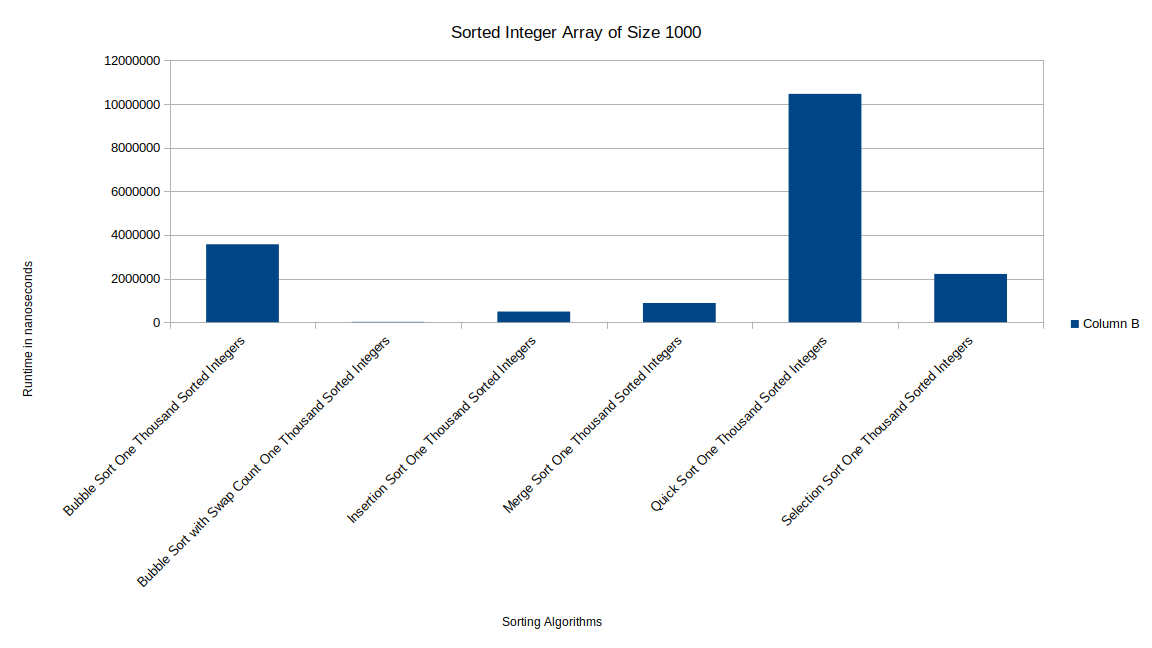 Sorted Integer Array of Size 1000
12000000
10000000
8000000
6000000
4000000
2000000
0
Runtime in nanoseconds
Column B
Bubble Sort One Thousand Sorted Integers
Bubble Sort with Swap Count One Thousand Sorted Integers
Insertion Sort One Thousand Sorted Integers
Merge Sort One Thousand Sorted Integers
Quick Sort One Thousand Sorted Integers
Selection Sort One Thousand Sorted Integers
Sorting Algorithms